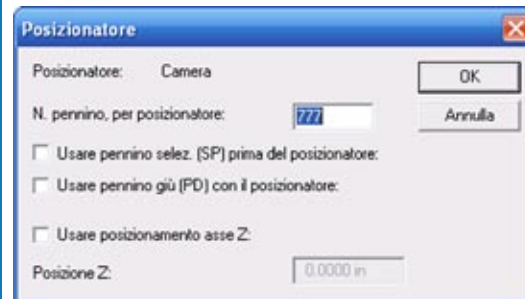 Posizionatore
Posizionatore: Camera
OK
N. pennino, per posizionatore: 777
Annulla
Usare pennino selez. (SP) prima del posizionatore:
Usare pennino giù (PD) con il posizionatore:
Usare posizionamento asse Z:
Posizione Z: 0.0000 in